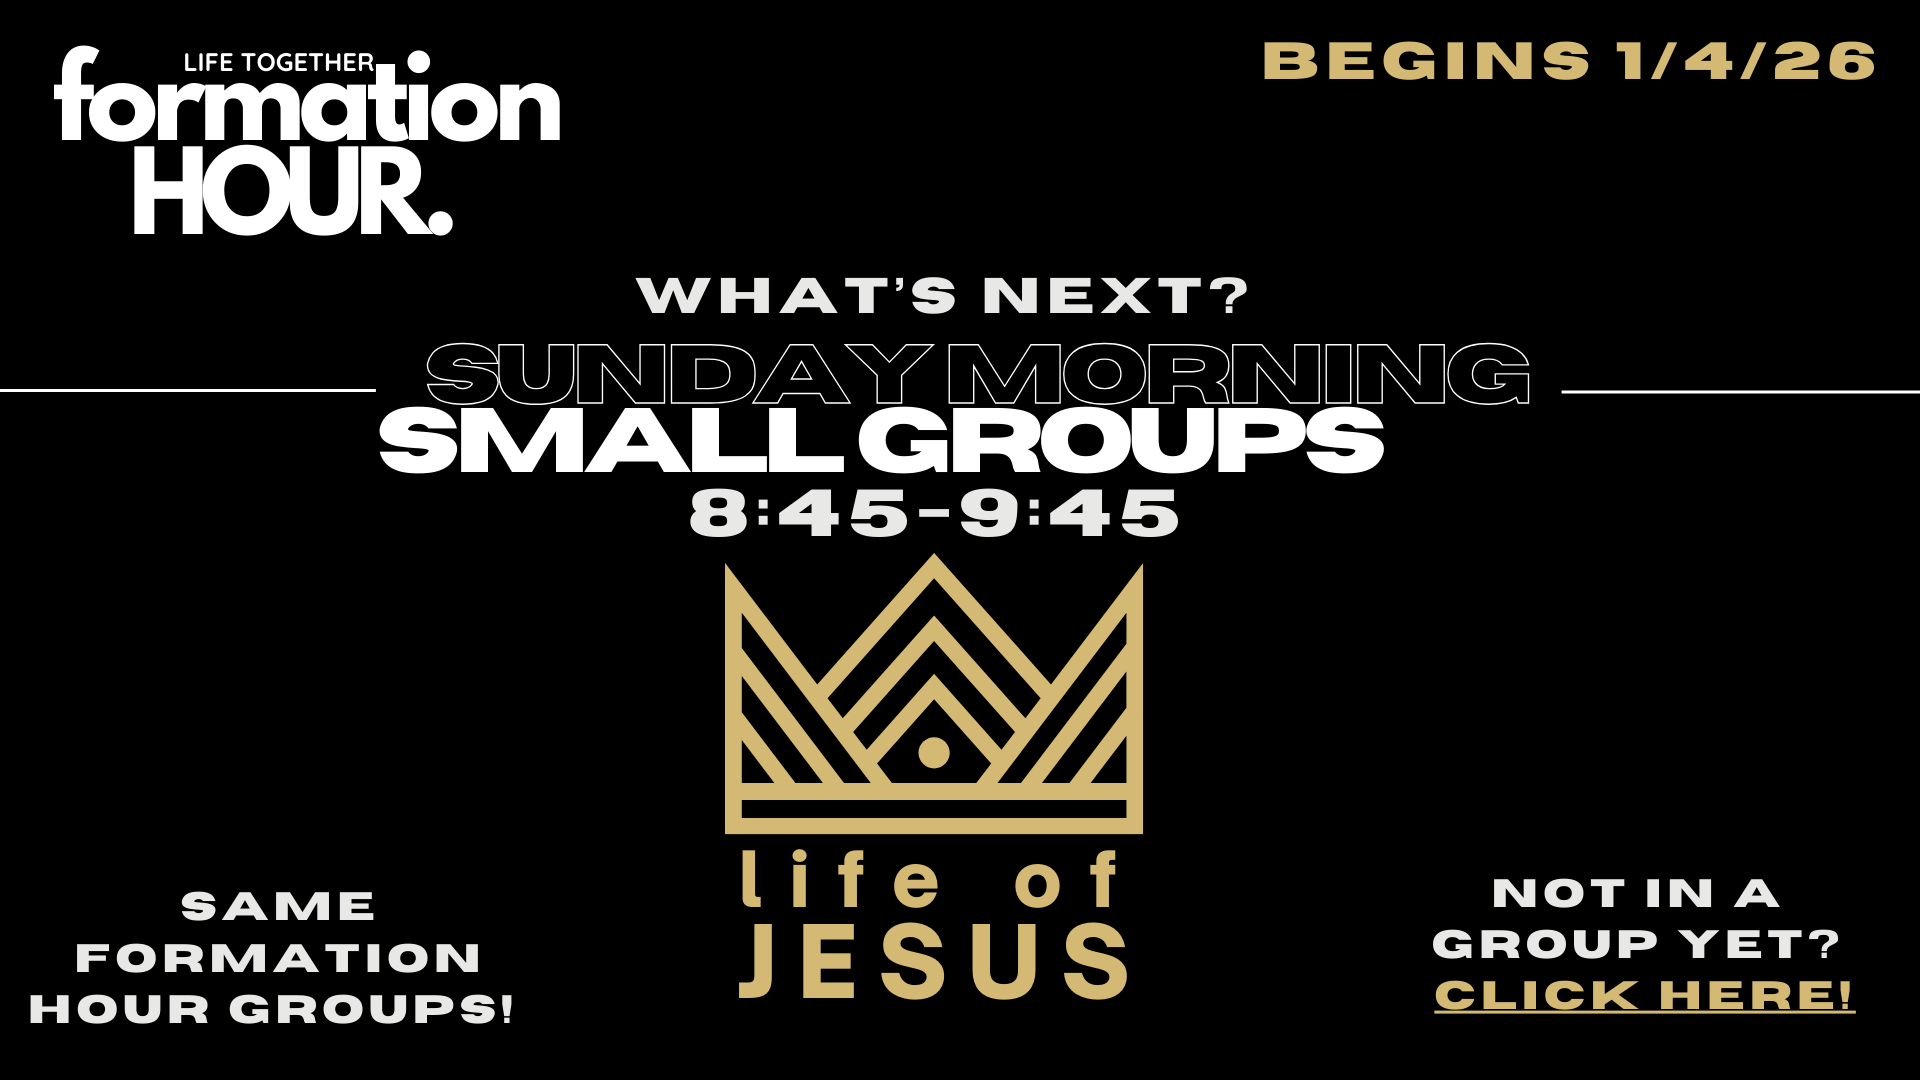 LIFE TOGETHER
formation
HOUR.
BEGINS 1/4/26
WHAT'S NEXT?
SUNDAY MORNING
SMALL GROUPS
8:45-9:45
life of
JESUS
SAME
FORMATION
HOUR GROUPS!
NOT IN A
GROUP YET?
CLICK HERE!